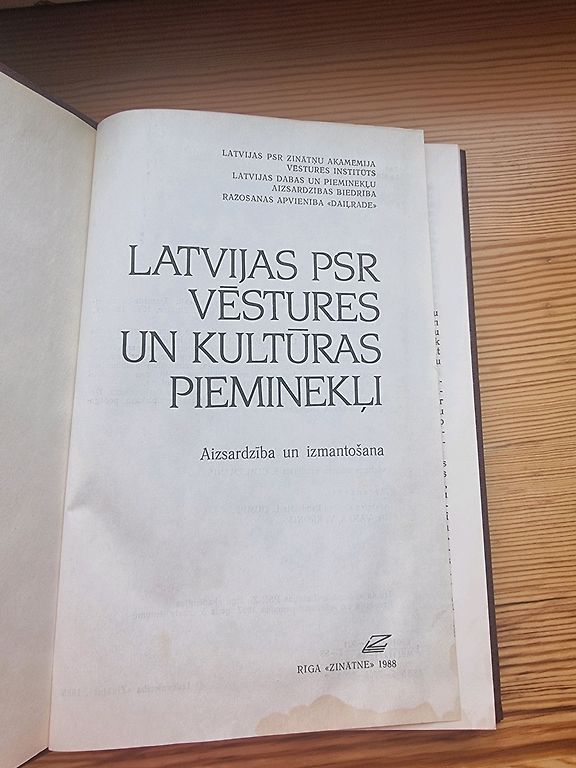 LATVIJAS PSR ZINĀTŅU AKADĒMIJA
VĒSTURES INSTITŪTS
LATVIJAS DABAS UN PIEMINEKĻU
AIZSARDZĪBAS BIEDRĪBA
RAŽOŠANAS APVIENĪBA «DAIĻRADE»
LATVIJAS PSR
VĒSTURES
UN KULTŪRAS
PIEMINEKĻI
Aizsardzība un izmantošana
RĪGA «ZINĀTNE» 1988